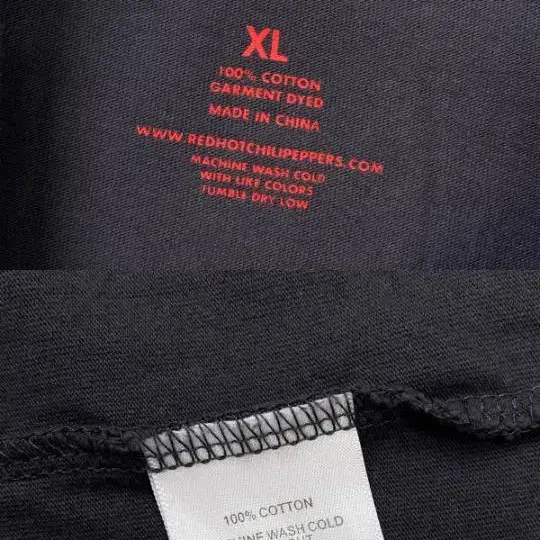 XL
100% COTTON
GARMENT DYED
MADE IN CHINA
WWW.REDHOTCHILIPEPPERS.COM
MACHINE WASH COLD
WITH LIKE COLORS
TUMBLE DRY LOW
100% COTTON
WASH COLD